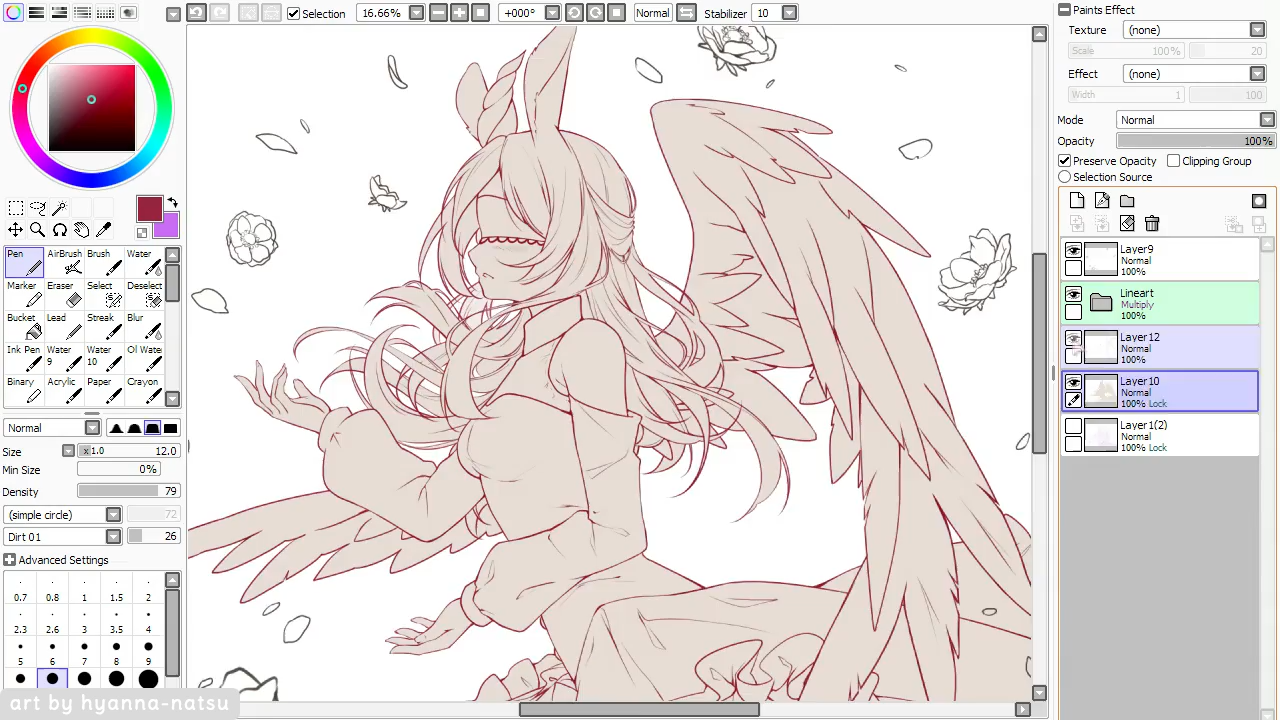 Selection 16.66% +000° Normal Stabilizer 10
Paints Effect
Texture (none)
Scale 100% 20
Effect (none)
Width 1 100
Mode Normal
Opacity 100%
Preserve Opacity Clipping Group
Selection Source
Layer9
Normal
100%
Lineart
Multiply
100%
Layer12
Normal
100%
Layer10
Normal
100% Lock
Layer1(2)
Normal
100% Lock
Pen AirBrush Brush Water
Marker Eraser Select Deselect
Bucket Lead Streak Blur
Ink Pen Water 9 Water 10 Oil Water
Binary Acrylic Paper Crayon
Normal
Size x1.0 12.0
Min Size 0%
Density 79
(simple circle) 72
Dirt 01 26
Advanced Settings
0.7 0.8 1 1.5 2
2.3 2.6 3 3.5 4
5 6 7 8 9
art by hyanna-natsu